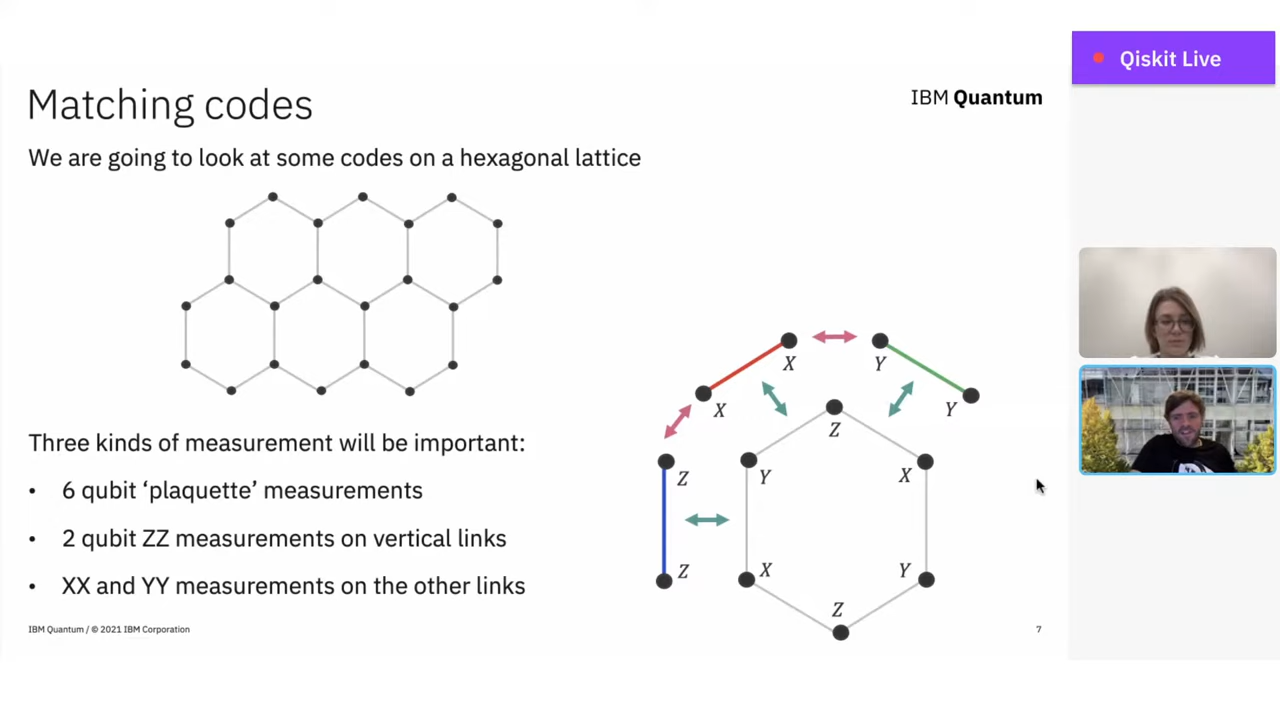 Qiskit Live
Matching codes
IBM Quantum
We are going to look at some codes on a hexagonal lattice
X
Y
X
Y
Z
Z
Y
X
Z
X
Y
Z
Three kinds of measurement will be important:
• 6 qubit ‘plaquette’ measurements
• 2 qubit ZZ measurements on vertical links
• XX and YY measurements on the other links
IBM Quantum / © 2021 IBM Corporation
7